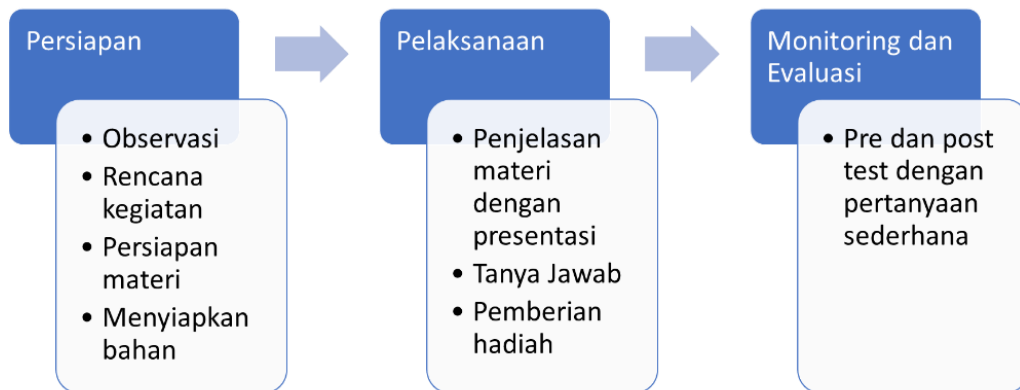 Persiapan
• Observasi
• Rencana
kegiatan
• Persiapan
materi
• Menyiapkan
bahan
Pelaksanaan
• Penjelasan
materi
dengan
presentasi
• Tanya Jawab
• Pemberian
hadiah
Monitoring dan
Evaluasi
• Pre dan post
test dengan
pertanyaan
sederhana